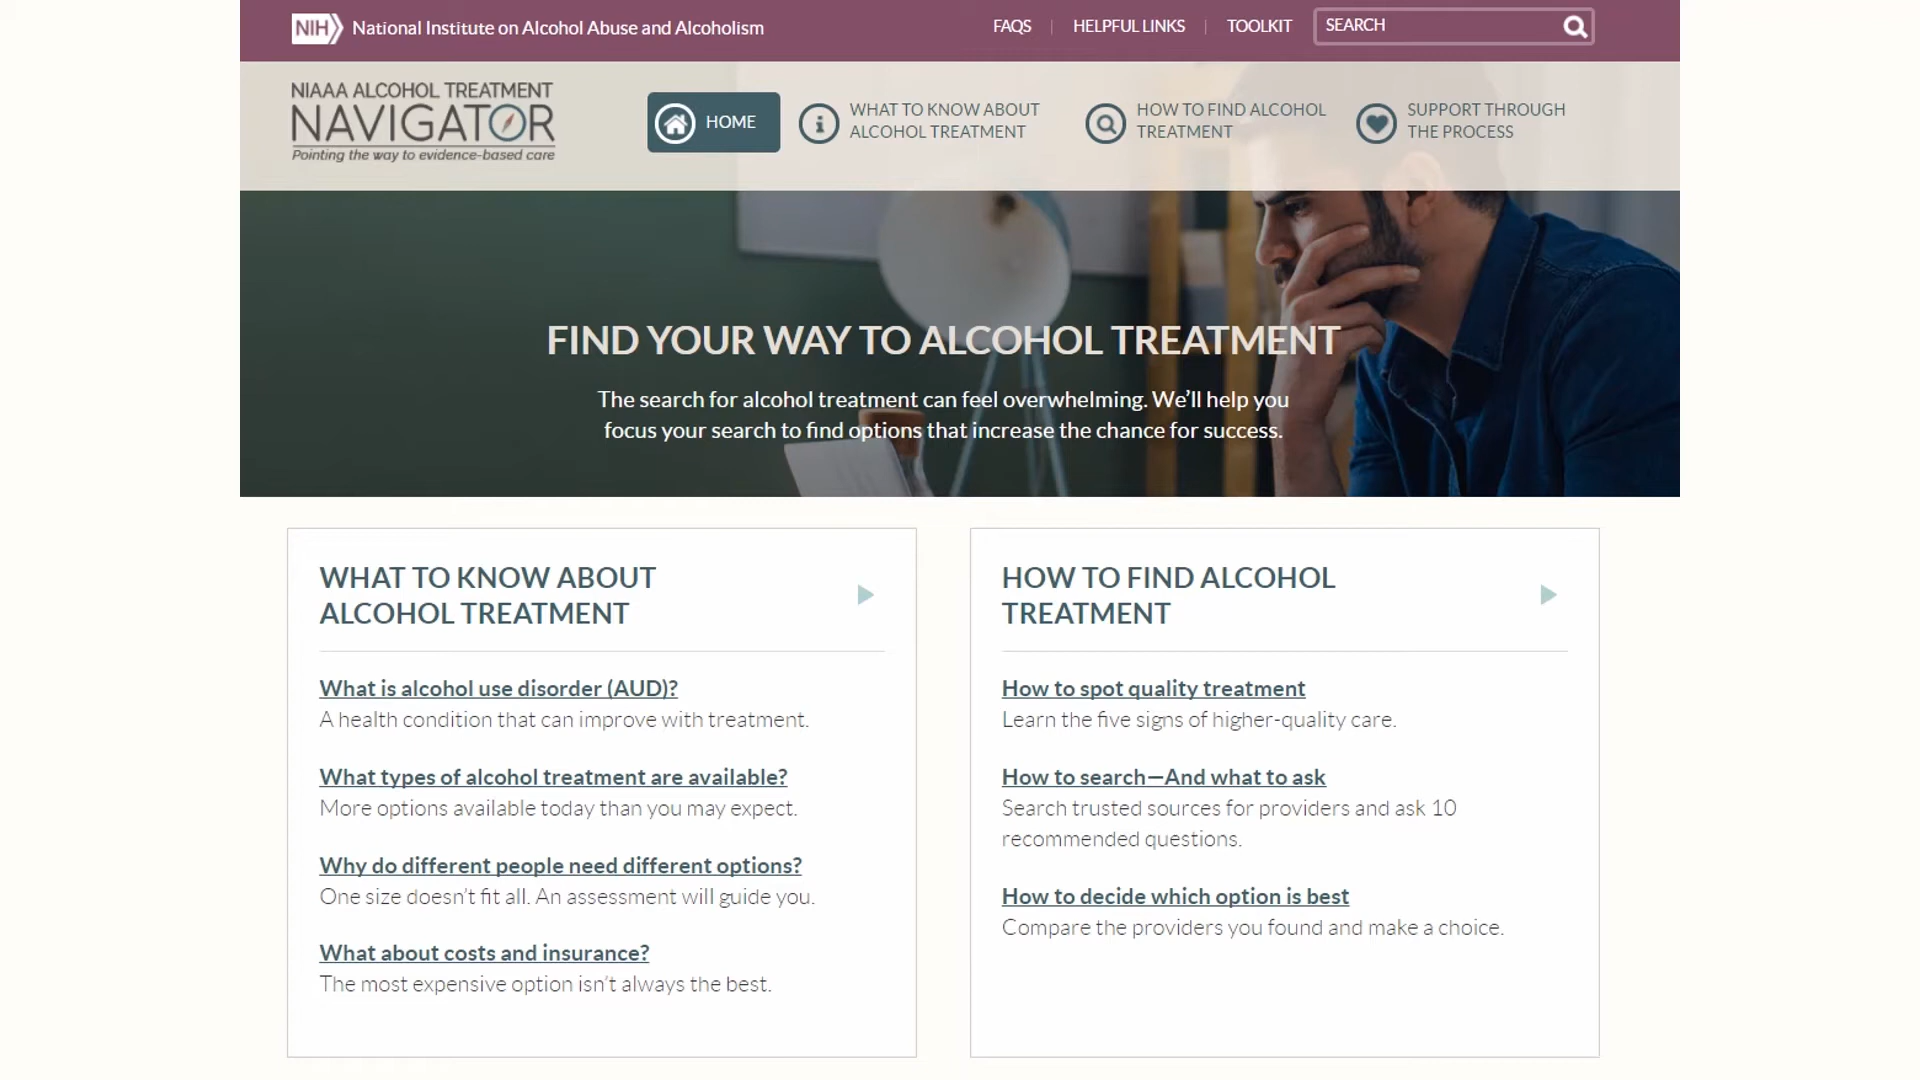 NIH National Institute on Alcohol Abuse and Alcoholism
FAQS
HELPFUL LINKS
TOOLKIT
SEARCH
NIAAA ALCOHOL TREATMENT
NAVIGATOR
Pointing the way to evidence-based care
HOME
WHAT TO KNOW ABOUT
ALCOHOL TREATMENT
HOW TO FIND ALCOHOL
TREATMENT
SUPPORT THROUGH
THE PROCESS
FIND YOUR WAY TO ALCOHOL TREATMENT
The search for alcohol treatment can feel overwhelming. We'll help you
focus your search to find options that increase the chance for success.
WHAT TO KNOW ABOUT
ALCOHOL TREATMENT
What is alcohol use disorder (AUD)?
A health condition that can improve with treatment.
What types of alcohol treatment are available?
More options available today than you may expect.
Why do different people need different options?
One size doesn't fit all. An assessment will guide you.
What about costs and insurance?
The most expensive option isn't always the best.
HOW TO FIND ALCOHOL
TREATMENT
How to spot quality treatment
Learn the five signs of higher-quality care.
How to search—And what to ask
Search trusted sources for providers and ask 10
recommended questions.
How to decide which option is best
Compare the providers you found and make a choice.